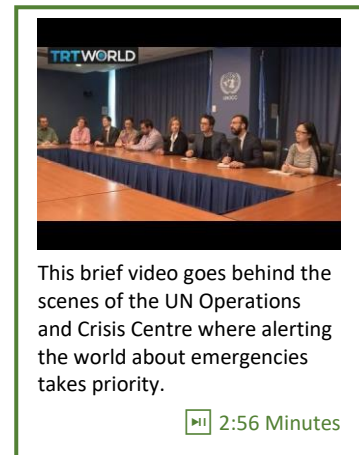 TRTWORLD
UNOCC
This brief video goes behind the
scenes of the UN Operations
and Crisis Centre where alerting
the world about emergencies
takes priority.
2:56 Minutes